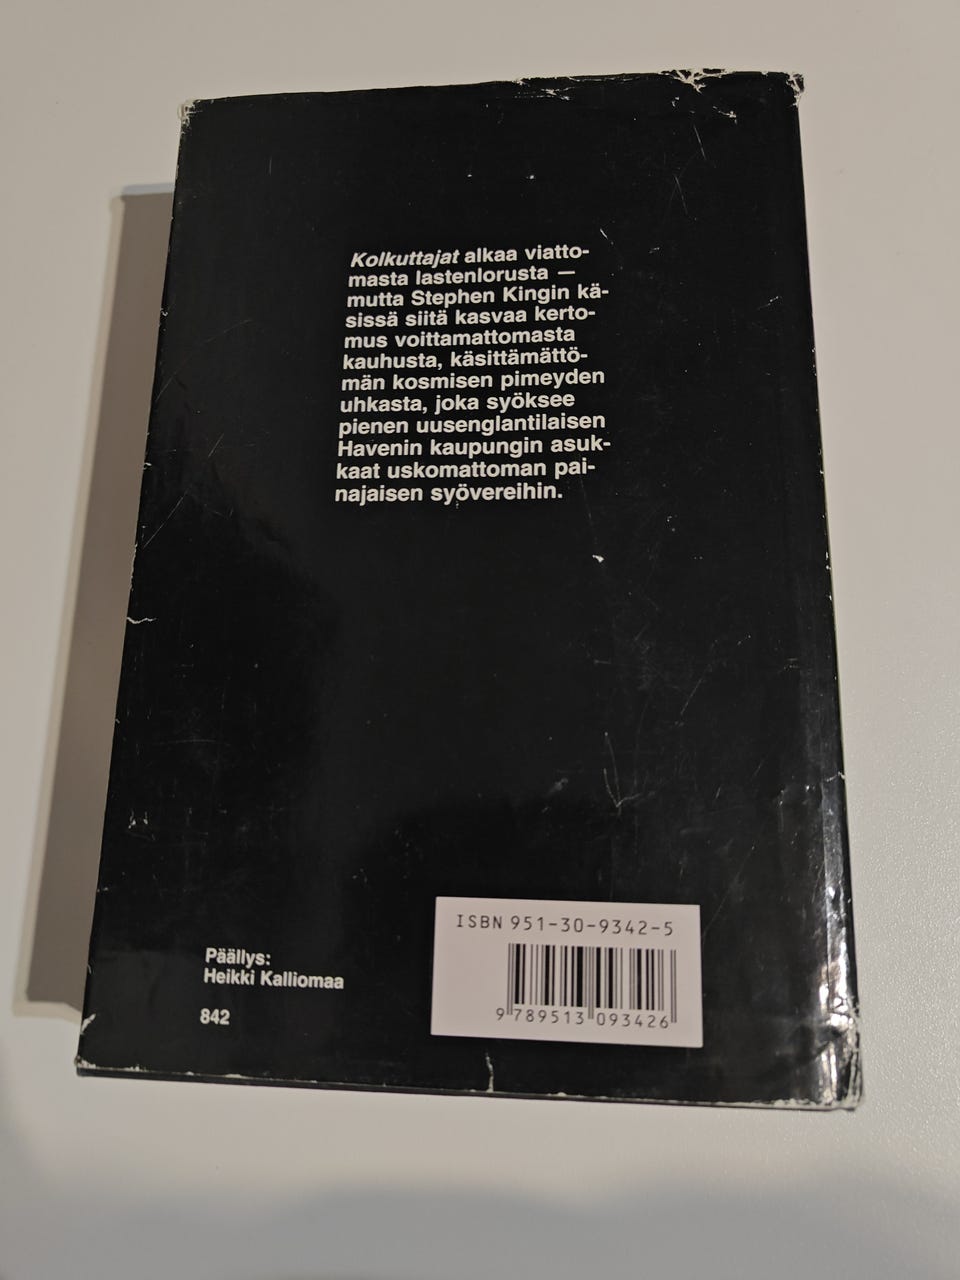 Kolkuttajat alkaa viatto-
masta lastenlorusta —
mutta Stephen Kingin kä-
sissä siitä kasvaa kerto-
mus voittamattomasta
kauhusta, käsittämättö-
män kosmisen pimeyden
uhkasta, joka syöksee
pienen uusenglantilaisen
Havenin kaupungin asuk-
kaat uskomattoman pai-
najaisen syövereihin.
Päällys:
Heikki Kalliomaa
842
ISBN 951-30-9342-5
9 789513 093426